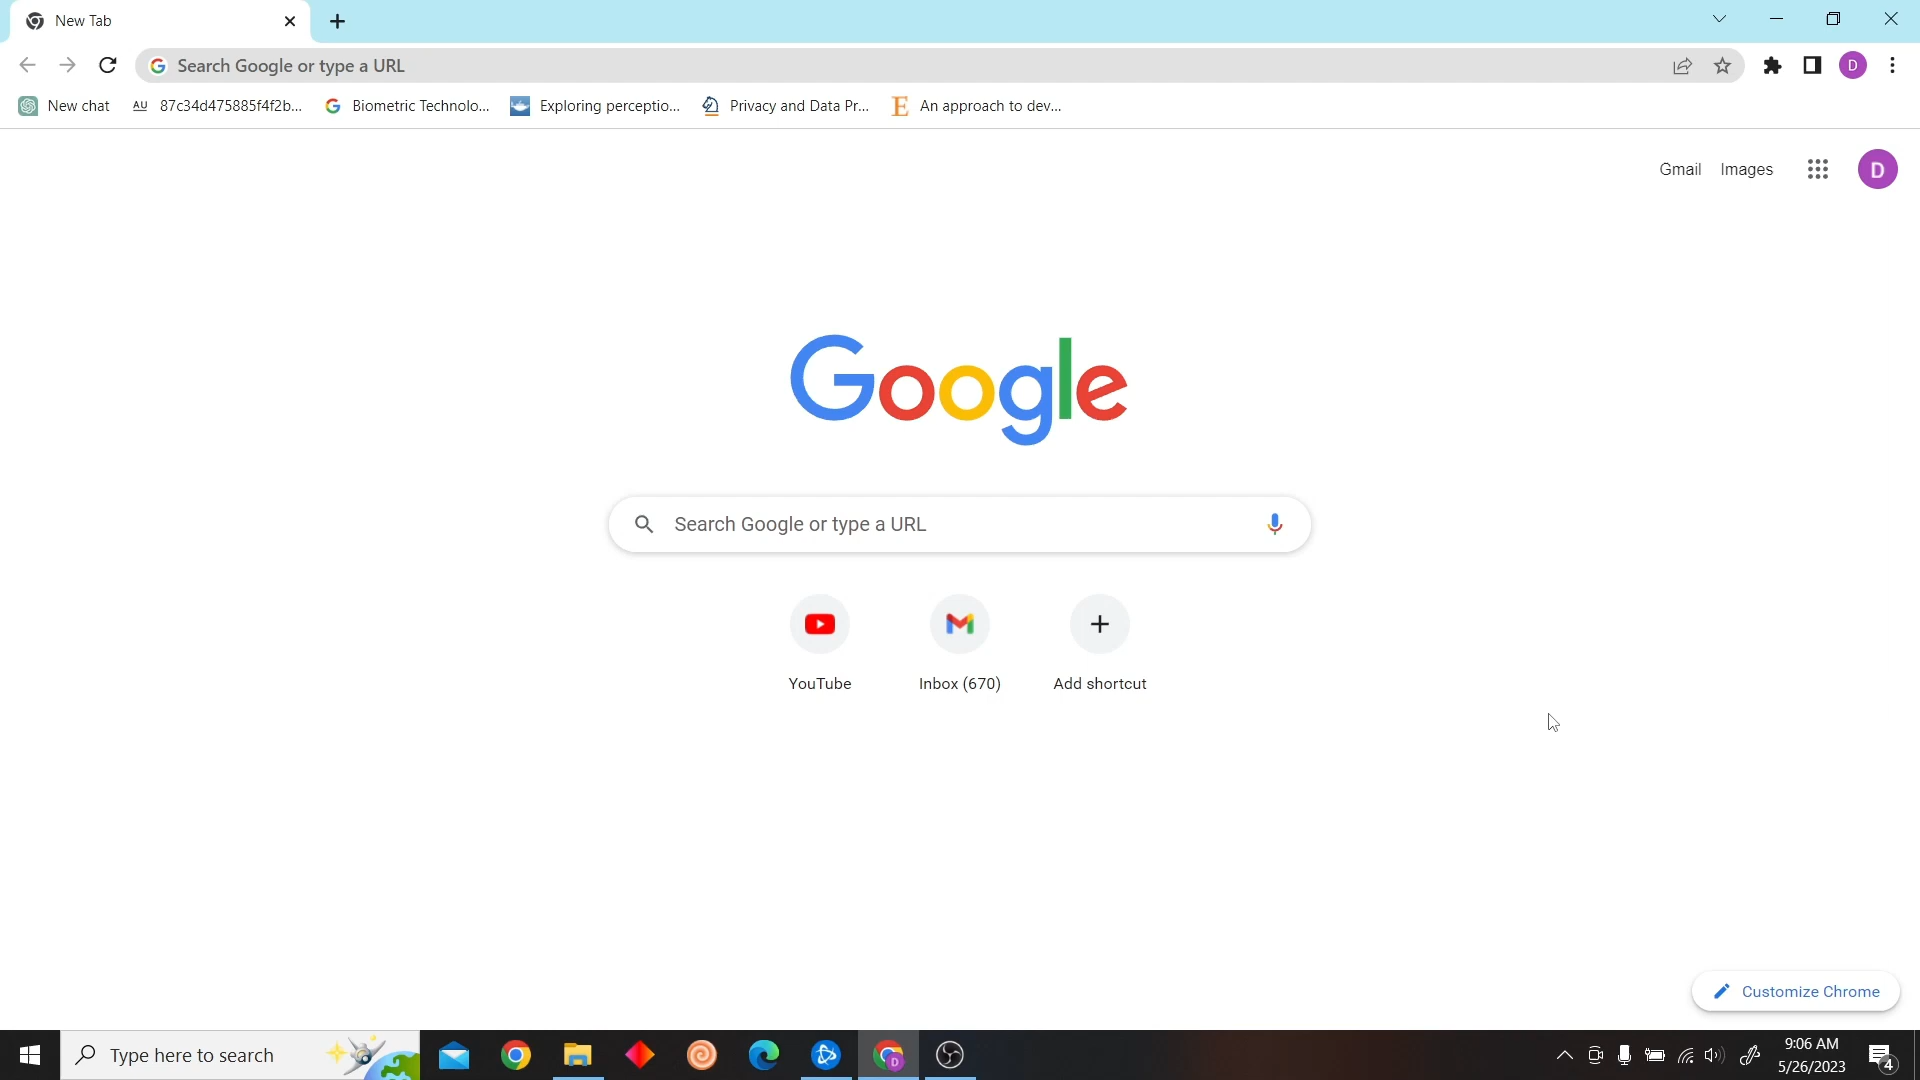 New Tab
Search Google or type a URL
New chat AU 87c34d475885f4f2b... Biometric Technolo... Exploring perceptio... Privacy and Data Pr... E An approach to dev...
Gmail Images D
Google
Search Google or type a URL
YouTube Inbox (670) Add shortcut
Customize Chrome
Type here to search
9:06 AM
5/26/2023
4